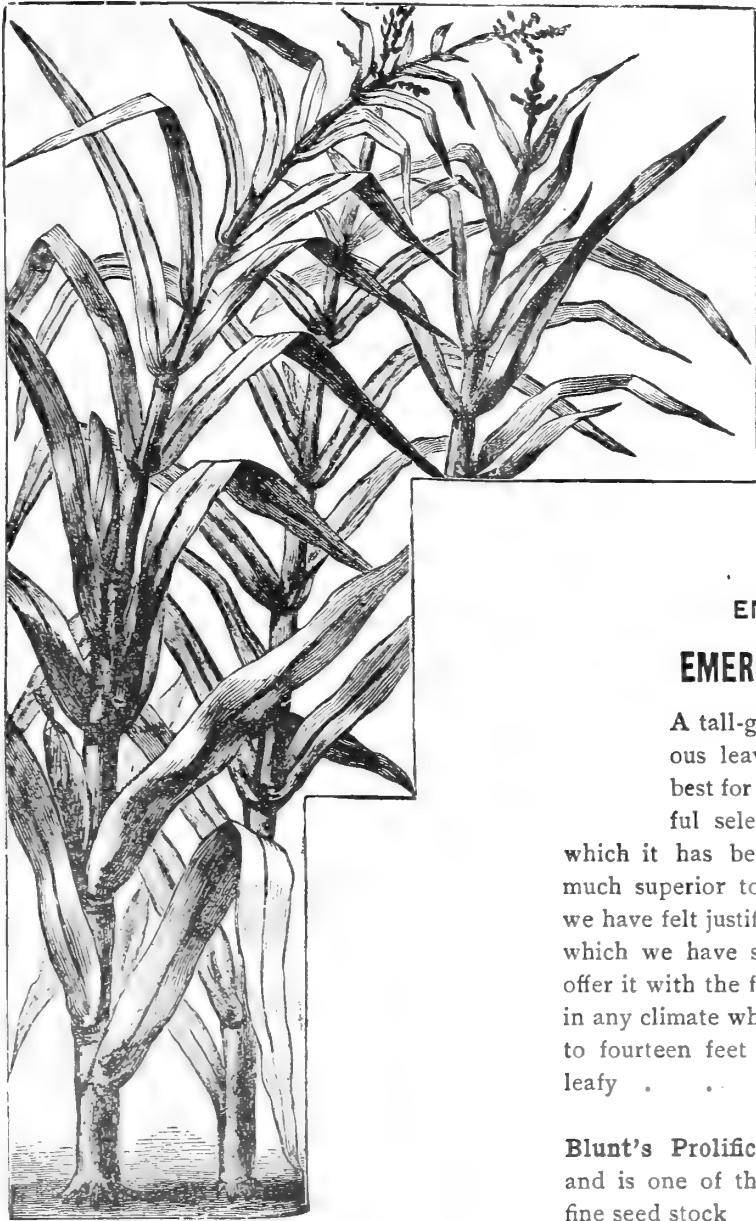 EN
EMER
A tall-g
ous leav
best for
ful sele
which it has be
much superior to
we have felt justif
which we have s
offer it with the f
in any climate wh
to fourteen feet
leafy . .
Blunt's Prolific
and is one of th
fine seed stock